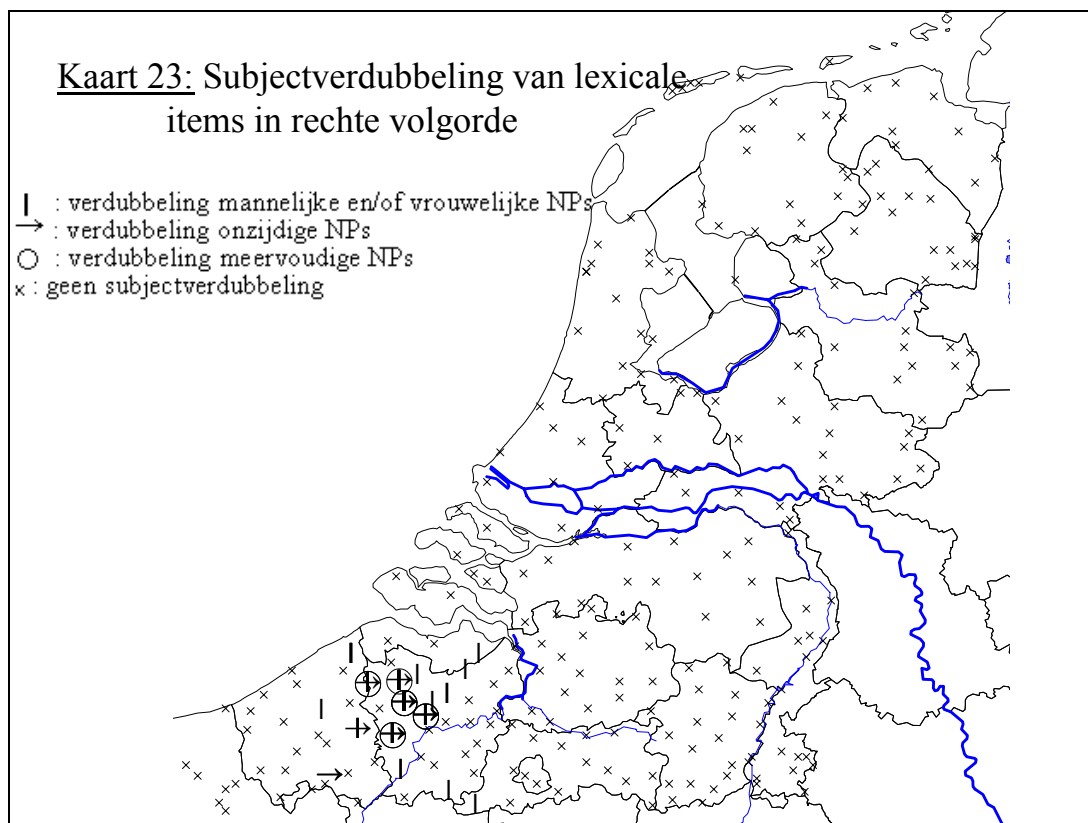 Kaart 23: Subjectverdubbeling van lexicale
items in rechte volgorde
| : verdubbeling mannelijke en/of vrouwelijke NPs
→ : verdubbeling onzijdige NPs
○ : verdubbeling meervoudige NPs
× : geen subjectverdubbeling